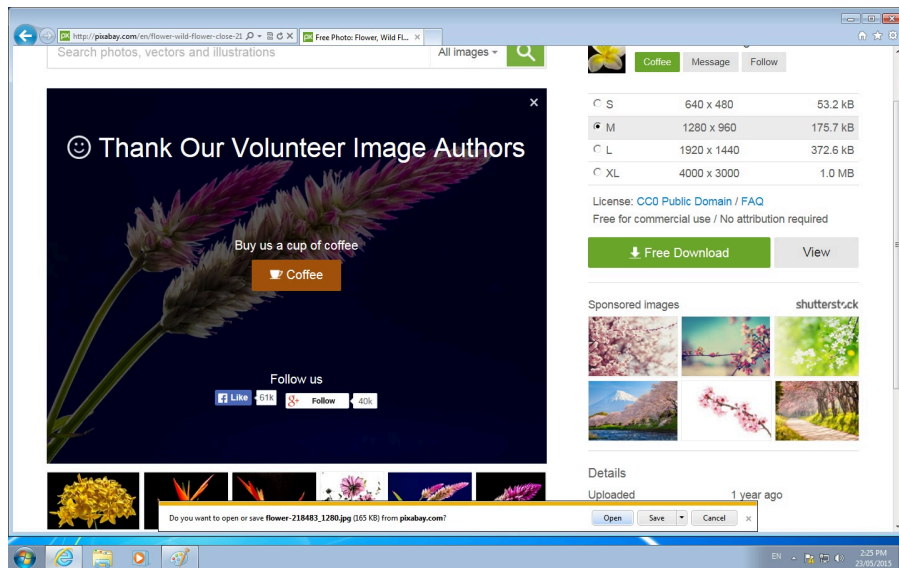 http://pixabay.com/en/flower-wild-flower-close-21
Free Photo: Flower, Wild Fl...
Search photos, vectors and illustrations
All images
Coffee
Message
Follow
S 640 x 480 53.2 kB
M 1280 x 960 175.7 kB
L 1920 x 1440 372.6 kB
XL 4000 x 3000 1.0 MB
License: CC0 Public Domain / FAQ
Free for commercial use / No attribution required
Free Download
View
Thank Our Volunteer Image Authors
Buy us a cup of coffee
Coffee
Follow us
Like 61k
g+ Follow 40k
Sponsored images
shutterstock
Details
Uploaded 1 year ago
Do you want to open or save flower-218483_1280.jpg (165 KB) from pixabay.com?
Open
Save
Cancel
EN
2:25 PM
23/05/2015